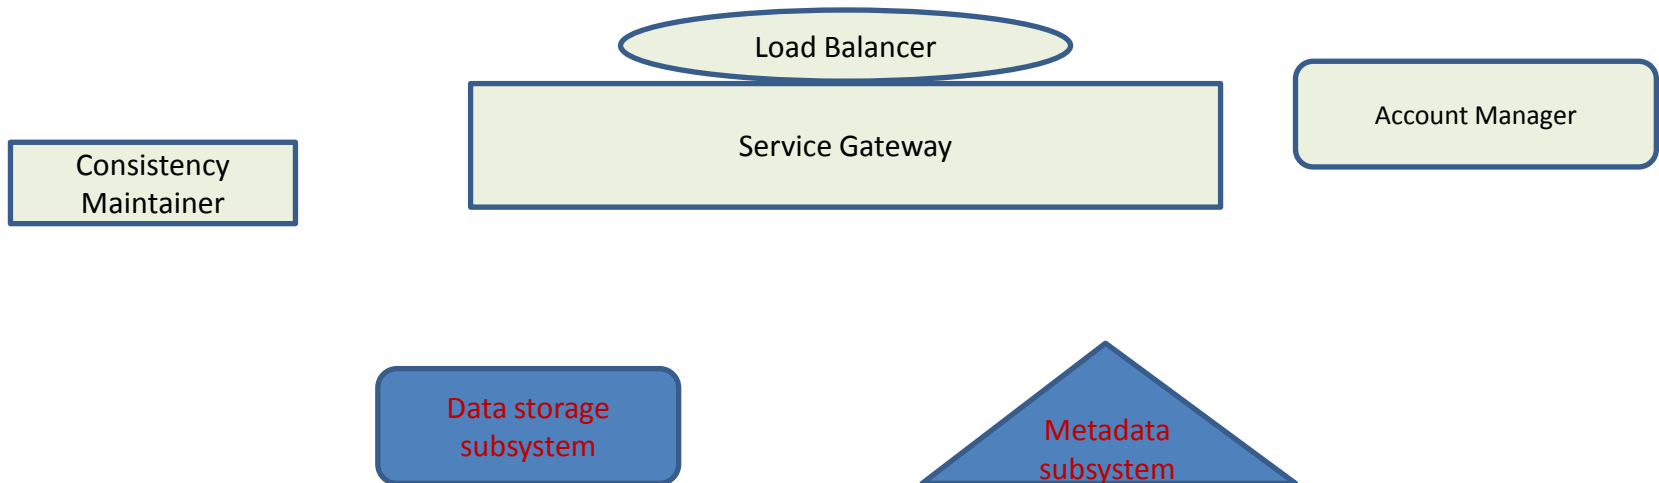 Load Balancer
Service Gateway
Account Manager
Consistency
Maintainer
Data storage
subsystem
Metadata
subsystem